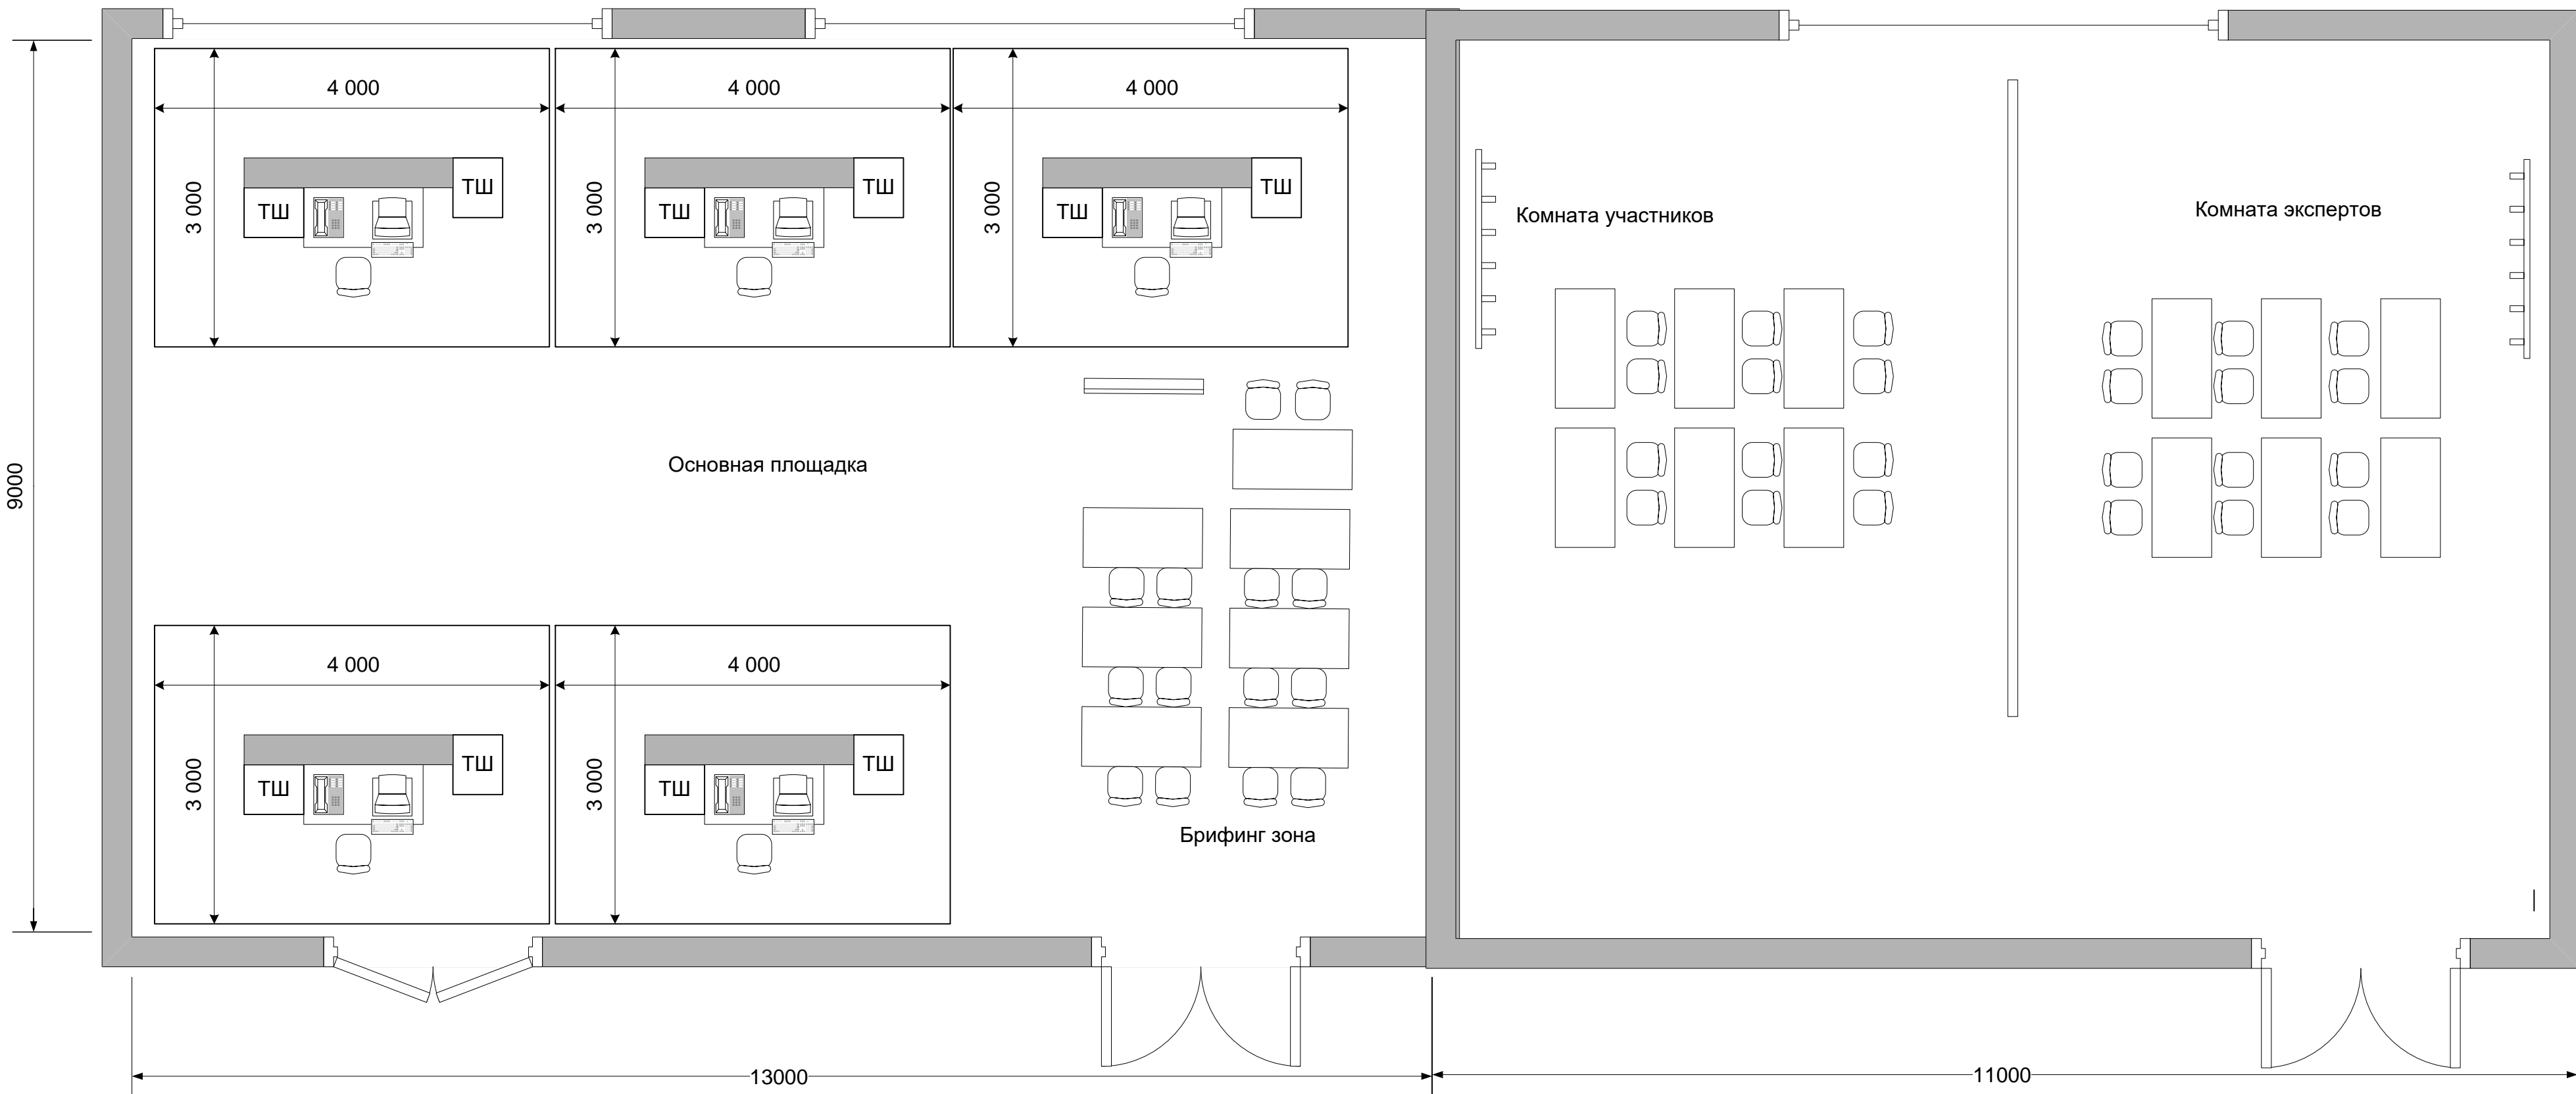 4 000
4 000
4 000
3 000
ТШ
ТШ
3 000
ТШ
ТШ
3 000
ТШ
ТШ
Комната участников
Комната экспертов
9000
Основная площадка
4 000
4 000
3 000
ТШ
ТШ
3 000
ТШ
ТШ
Брифинг зона
13000
11000